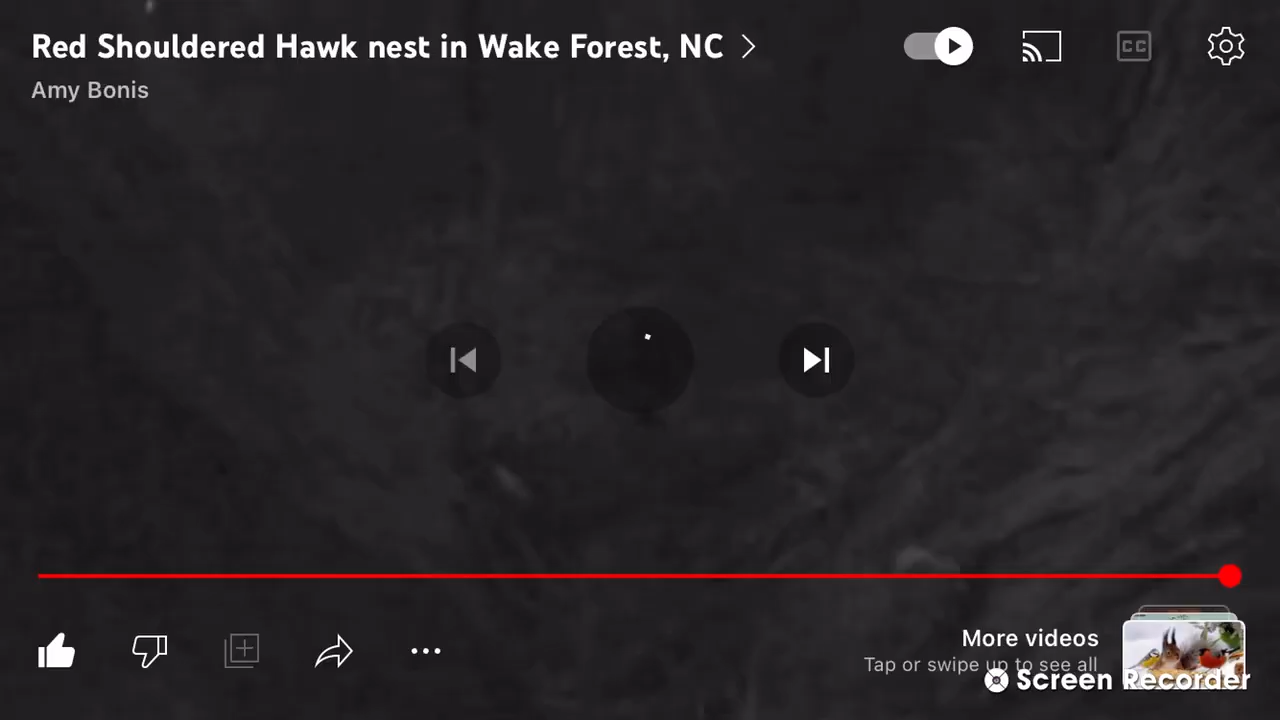 Red Shouldered Hawk nest in Wake Forest, NC
Amy Bonis
CC
More videos
Tap or swipe up to see all
Screen Recorder